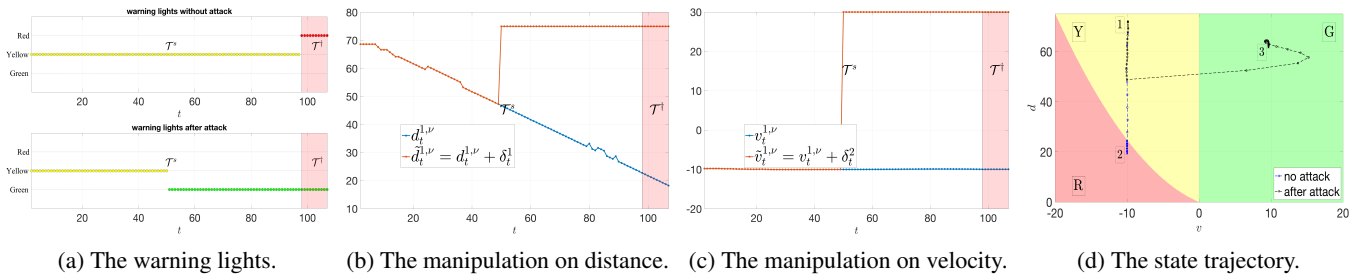 warning lights without attack
Red
Yellow
Green
𝒯ˢ
𝒯†
20 40 60 80 100
t
warning lights after attack
Red
Yellow
Green
𝒯ˢ
𝒯†
20 40 60 80 100
t
(a) The warning lights.
80
70
60
50
40
30
20
10
𝒯ˢ
𝒯†
d_t^{1,ν}
d̃_t^{1,ν} = d_t^{1,ν} + δ_t^1
20 40 60 80 100
t
(b) The manipulation on distance.
30
20
10
0
-10
-20
𝒯ˢ
𝒯†
v_t^{1,ν}
ṽ_t^{1,ν} = v_t^{1,ν} + δ_t^2
20 40 60 80 100
t
(c) The manipulation on velocity.
Y
G
R
1
2
3
d
60
40
20
0
no attack
after attack
-20 -10 0 10 20
v
(d) The state trajectory.